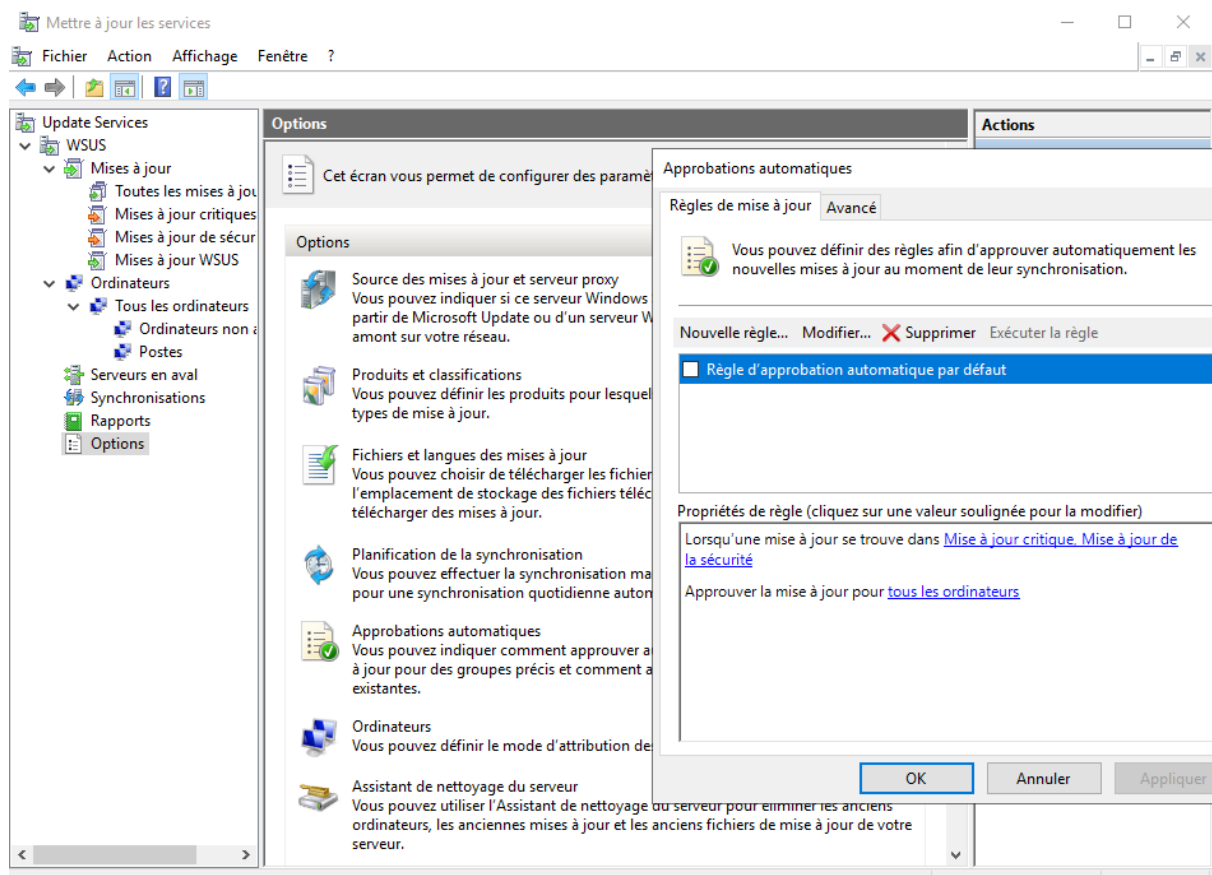 Mettre à jour les services
Fichier Action Affichage Fenêtre ?
Update Services
WSUS
Mises à jour
Toutes les mises à jou
Mises à jour critiques
Mises à jour de sécur
Mises à jour WSUS
Ordinateurs
Tous les ordinateurs
Ordinateurs non a
Postes
Serveurs en aval
Synchronisations
Rapports
Options
Options
Cet écran vous permet de configurer des paramè
Options
Source des mises à jour et serveur proxy
Vous pouvez indiquer si ce serveur Windows
partir de Microsoft Update ou d'un serveur W
amont sur votre réseau.
Produits et classifications
Vous pouvez définir les produits pour lesquel
types de mise à jour.
Fichiers et langues des mises à jour
Vous pouvez choisir de télécharger les fichier
l'emplacement de stockage des fichiers téléc
télécharger des mises à jour.
Planification de la synchronisation
Vous pouvez effectuer la synchronisation ma
pour une synchronisation quotidienne autom
Approbations automatiques
Vous pouvez indiquer comment approuver a
à jour pour des groupes précis et comment a
existantes.
Ordinateurs
Vous pouvez définir le mode d'attribution de
Assistant de nettoyage du serveur
Vous pouvez utiliser l'Assistant de nettoyage du serveur pour éliminer les anciens
ordinateurs, les anciennes mises à jour et les anciens fichiers de mise à jour de votre
serveur.
Actions
Approbations automatiques
Règles de mise à jour Avancé
Vous pouvez définir des règles afin d'approuver automatiquement les
nouvelles mises à jour au moment de leur synchronisation.
Nouvelle règle... Modifier... Supprimer Exécuter la règle
Règle d'approbation automatique par défaut
Propriétés de règle (cliquez sur une valeur soulignée pour la modifier)
Lorsqu'une mise à jour se trouve dans Mise à jour critique, Mise à jour de
la sécurité
Approuver la mise à jour pour tous les ordinateurs
OK Annuler Appliquer